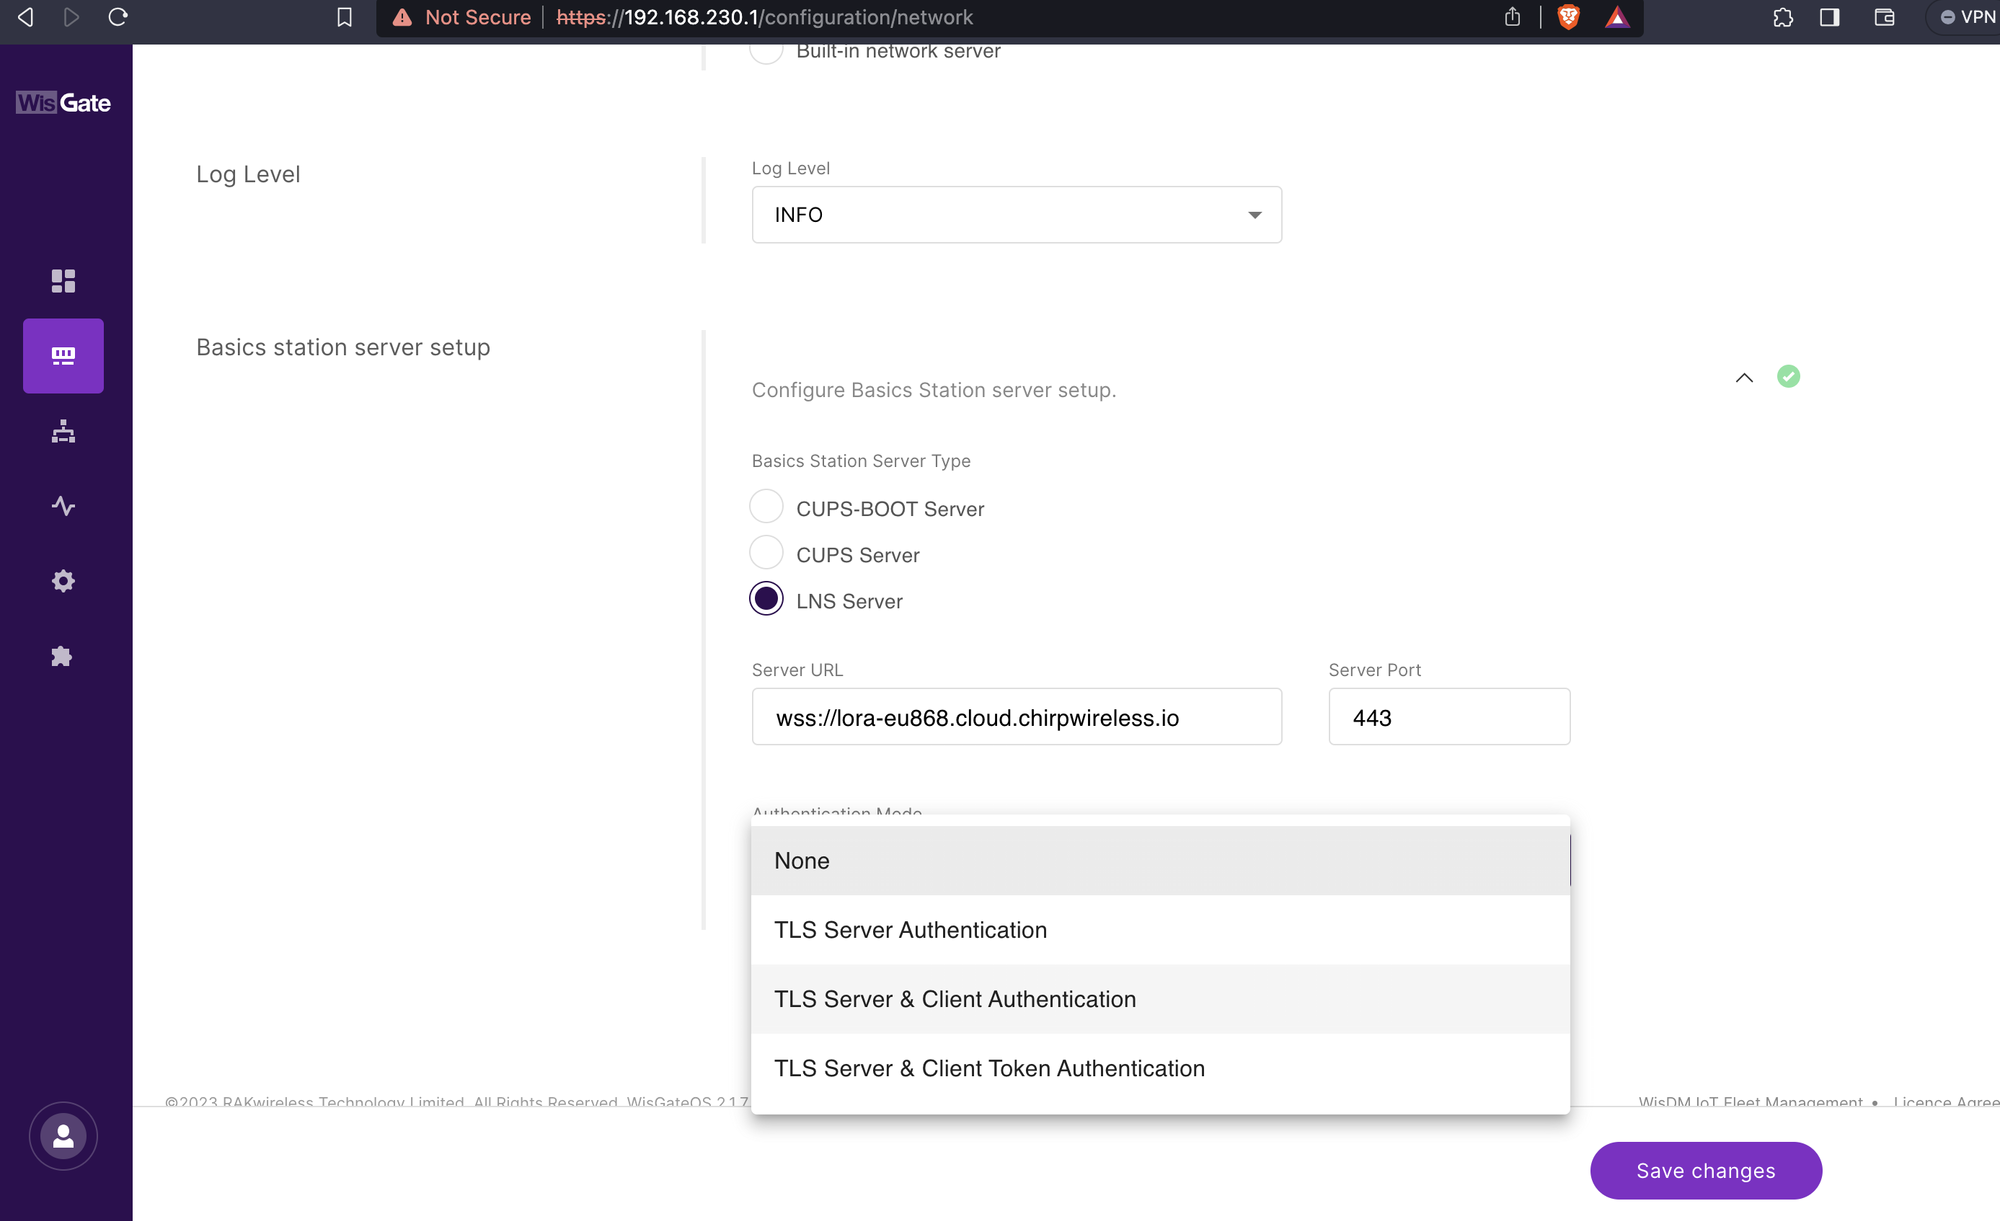 Not Secure
https://192.168.230.1/configuration/network
VPN
WisGate
Built-in network server
Log Level
Log Level
INFO
Basics station server setup
Configure Basics Station server setup.
Basics Station Server Type
CUPS-BOOT Server
CUPS Server
LNS Server
Server URL
Server Port
wss://lora-eu868.cloud.chirpwireless.io
443
Authentication Mode
None
TLS Server Authentication
TLS Server & Client Authentication
TLS Server & Client Token Authentication
©2023 RAKwireless Technology Limited. All Rights Reserved. WisGateOS 2.1.7
WisDM IoT Fleet Management • Licence Agree
Save changes